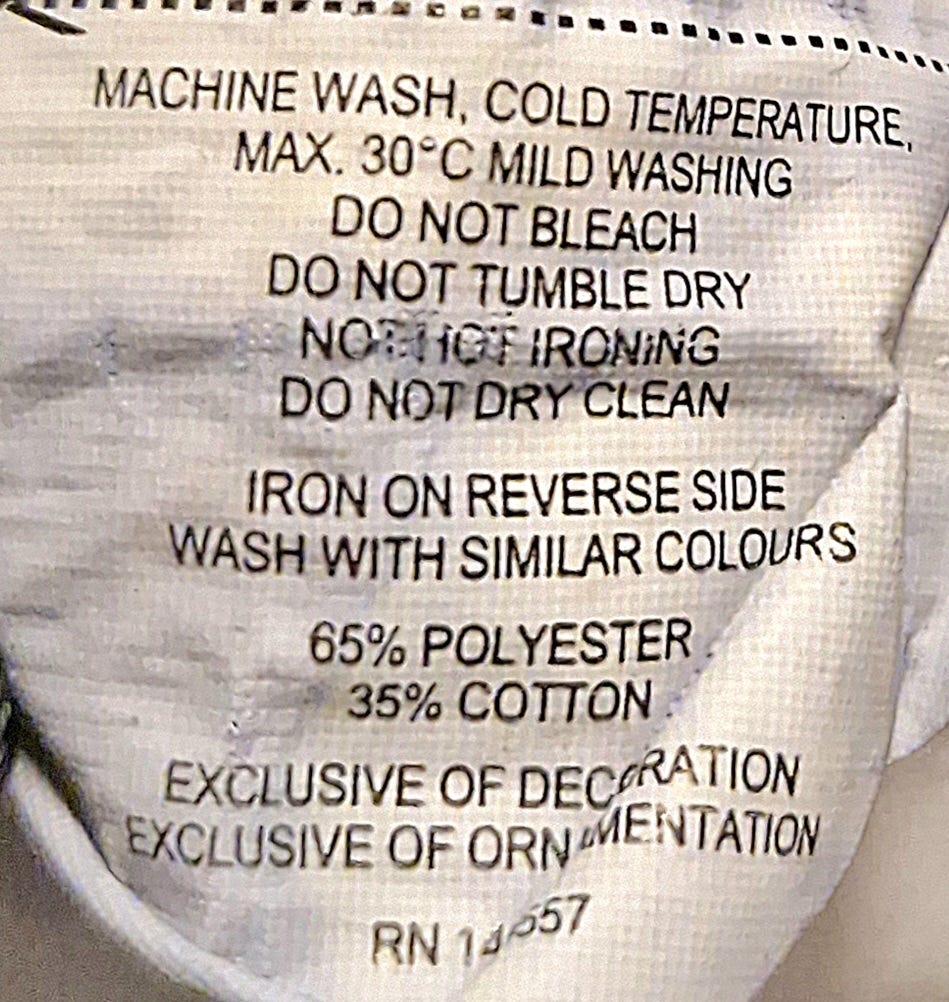 MACHINE WASH, COLD TEMPERATURE,
MAX. 30°C MILD WASHING
DO NOT BLEACH
DO NOT TUMBLE DRY
NOT HOT IRONING
DO NOT DRY CLEAN
IRON ON REVERSE SIDE
WASH WITH SIMILAR COLOURS
65% POLYESTER
35% COTTON
EXCLUSIVE OF DECORATION
EXCLUSIVE OF ORNAMENTATION
RN